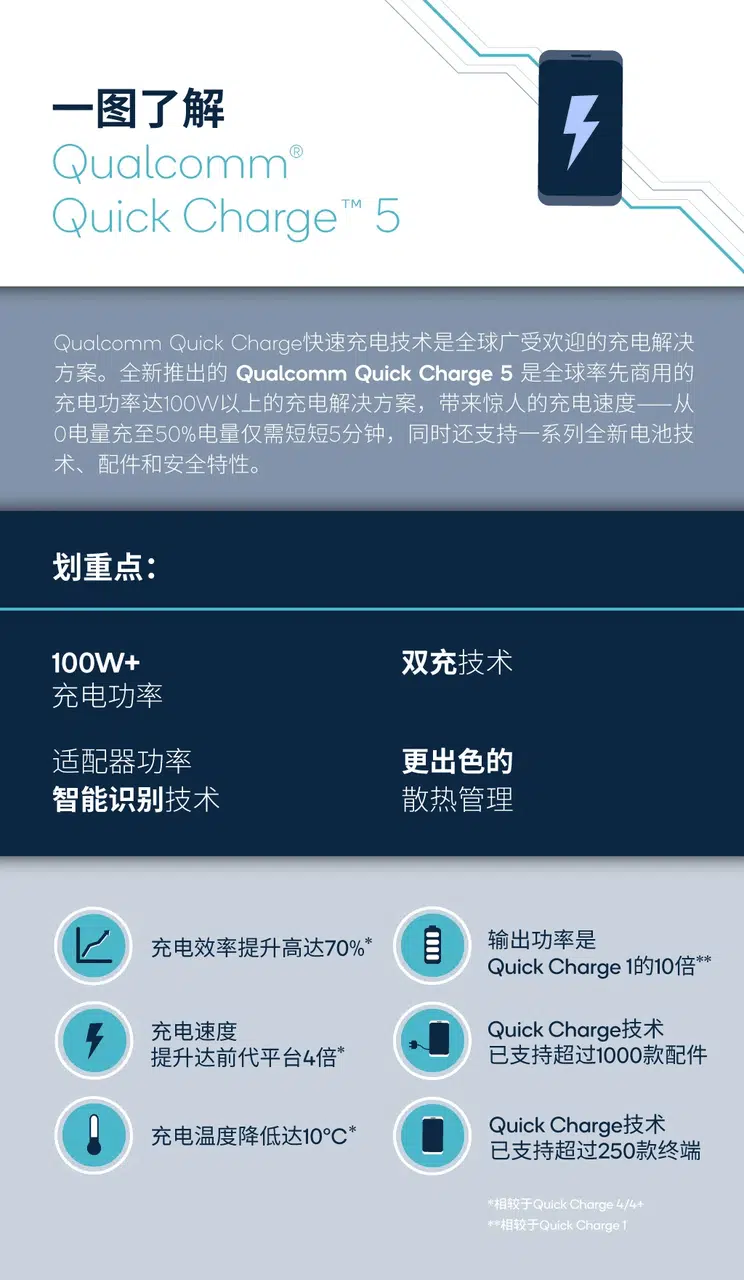 一图了解
Qualcomm®
Quick Charge™ 5
Qualcomm Quick Charge快速充电技术是全球广受欢迎的充电解决
方案。全新推出的 Qualcomm Quick Charge 5 是全球率先商用的
充电功率达100W以上的充电解决方案，带来惊人的充电速度——从
0电量充至50%电量仅需短短5分钟，同时还支持一系列全新电池技
术、配件和安全特性。
划重点：
100W+
充电功率
双充技术
适配器功率
智能识别技术
更出色的
散热管理
充电效率提升高达70%*
输出功率是
Quick Charge 1的10倍**
充电速度
提升达前代平台4倍*
Quick Charge技术
已支持超过1000款配件
充电温度降低达10°C*
Quick Charge技术
已支持超过250款终端
*相较于Quick Charge 4/4+
**相较于Quick Charge 1